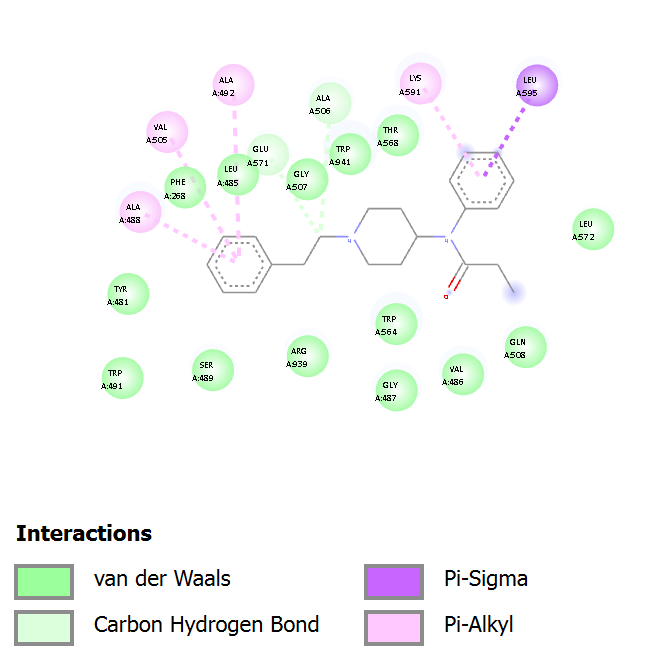 ALA
A:492
LYS
A:591
LEU
A:595
ALA
A:506
VAL
A:505
THR
A:568
GLU
A:571
TRP
A:941
LEU
A:485
GLY
A:507
PHE
A:268
ALA
A:488
LEU
A:572
N
N
O
TYR
A:481
TRP
A:564
GLN
A:508
ARG
A:939
SER
A:489
VAL
A:486
TRP
A:491
GLY
A:487
Interactions
van der Waals
Pi-Sigma
Carbon Hydrogen Bond
Pi-Alkyl